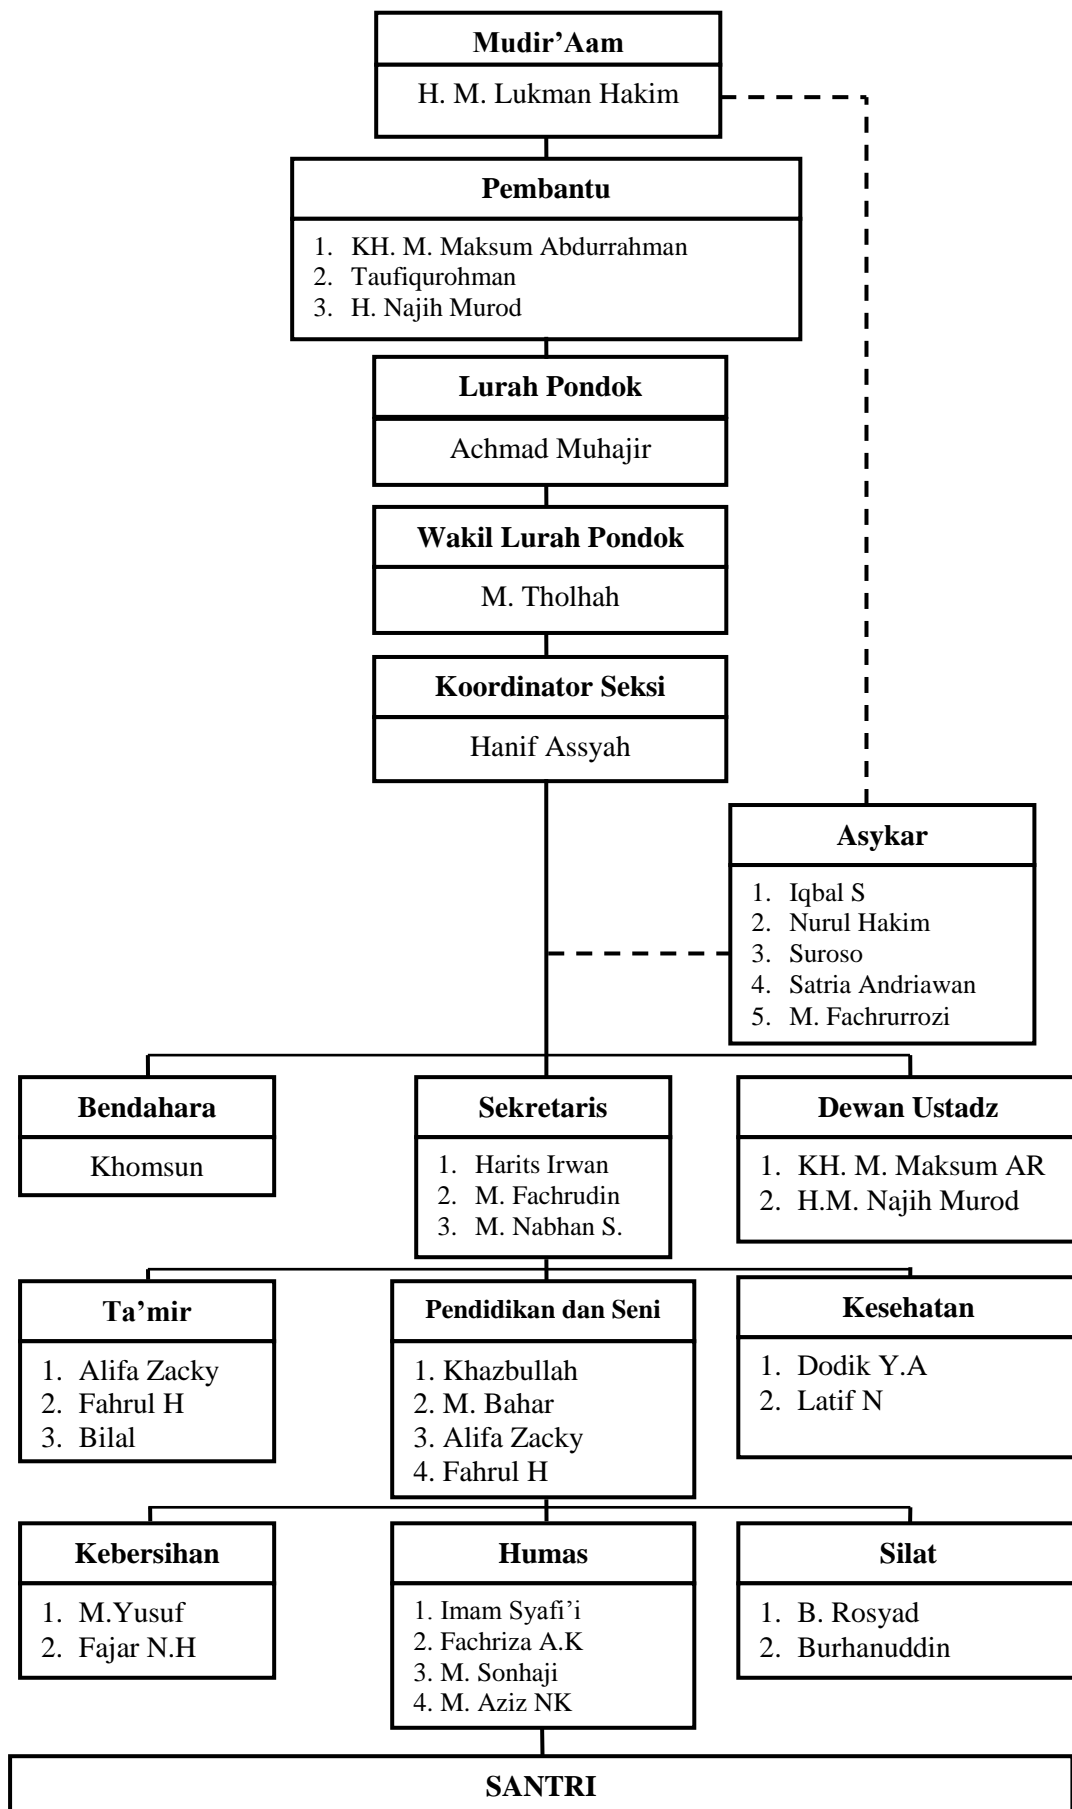 Mudir’Aam
H. M. Lukman Hakim
Pembantu
1. KH. M. Maksum Abdurrahman
2. Taufiqurohman
3. H. Najih Murod
Lurah Pondok
Achmad Muhajir
Wakil Lurah Pondok
M. Tholhah
Koordinator Seksi
Hanif Assyah
Asykar
1. Iqbal S
2. Nurul Hakim
3. Suroso
4. Satria Andriawan
5. M. Fachrurrozi
Bendahara
Khomsun
Sekretaris
1. Harits Irwan
2. M. Fachrudin
3. M. Nabhan S.
Dewan Ustadz
1. KH. M. Maksum AR
2. H.M. Najih Murod
Ta’mir
1. Alifa Zacky
2. Fahrul H
3. Bilal
Pendidikan dan Seni
1. Khazbullah
2. M. Bahar
3. Alifa Zacky
4. Fahrul H
Kesehatan
1. Dodik Y.A
2. Latif N
Kebersihan
1. M.Yusuf
2. Fajar N.H
Humas
1. Imam Syafi’i
2. Fachriza A.K
3. M. Sonhaji
4. M. Aziz NK
Silat
1. B. Rosyad
2. Burhanuddin
SANTRI